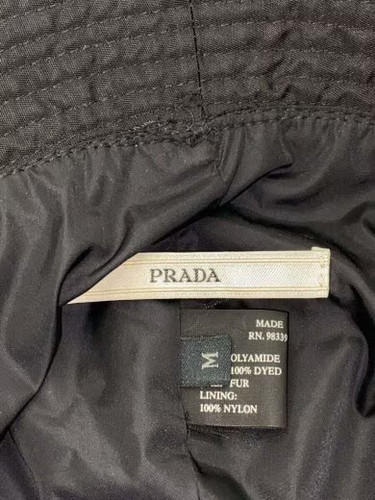 PRADA
MADE
RN. 98339
M
OLYAMIDE
100% DYED
FUR
LINING:
100% NYLON